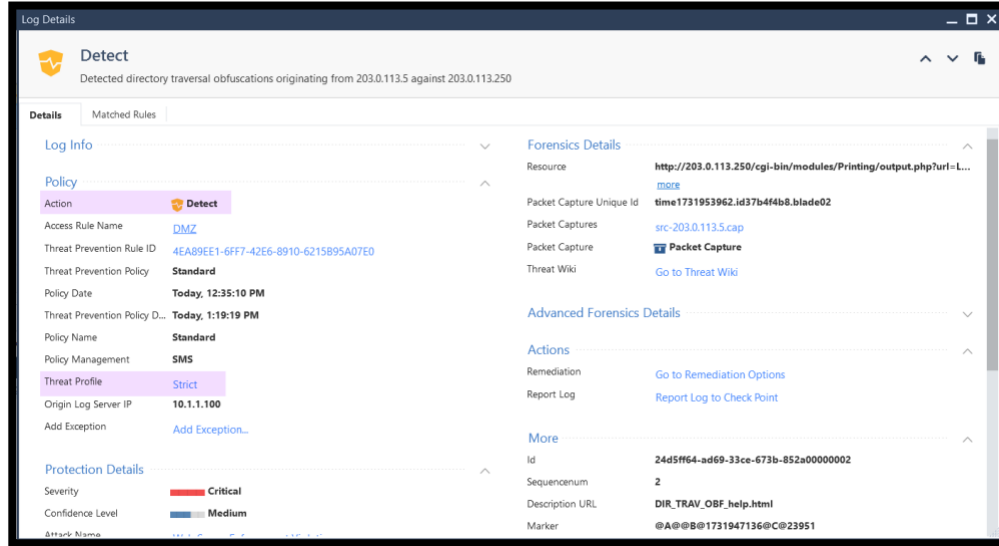 Log Details
Detect
Detected directory traversal obfuscations originating from 203.0.113.5 against 203.0.113.250
Details
Matched Rules
Log Info
Policy
Action Detect
Access Rule Name DMZ
Threat Prevention Rule ID 4EA89EE1-6FF7-42E6-8910-6215B95A07E0
Threat Prevention Policy Standard
Policy Date Today, 12:35:10 PM
Threat Prevention Policy D... Today, 1:19:19 PM
Policy Name Standard
Policy Management SMS
Threat Profile Strict
Origin Log Server IP 10.1.1.100
Add Exception Add Exception...
Protection Details
Severity Critical
Confidence Level Medium
Attack Name
Forensics Details
Resource http://203.0.113.250/cgi-bin/modules/Printing/output.php?url=L...
more
Packet Capture Unique Id time1731953962.id37b4f4b8.blade02
Packet Captures src-203.0.113.5.cap
Packet Capture Packet Capture
Threat Wiki Go to Threat Wiki
Advanced Forensics Details
Actions
Remediation Go to Remediation Options
Report Log Report Log to Check Point
More
Id 24d5ff64-ad69-33ce-673b-852a00000002
Sequencenum 2
Description URL DIR_TRAV_OBF_help.html
Marker @A@@B@1731947136@C@23951